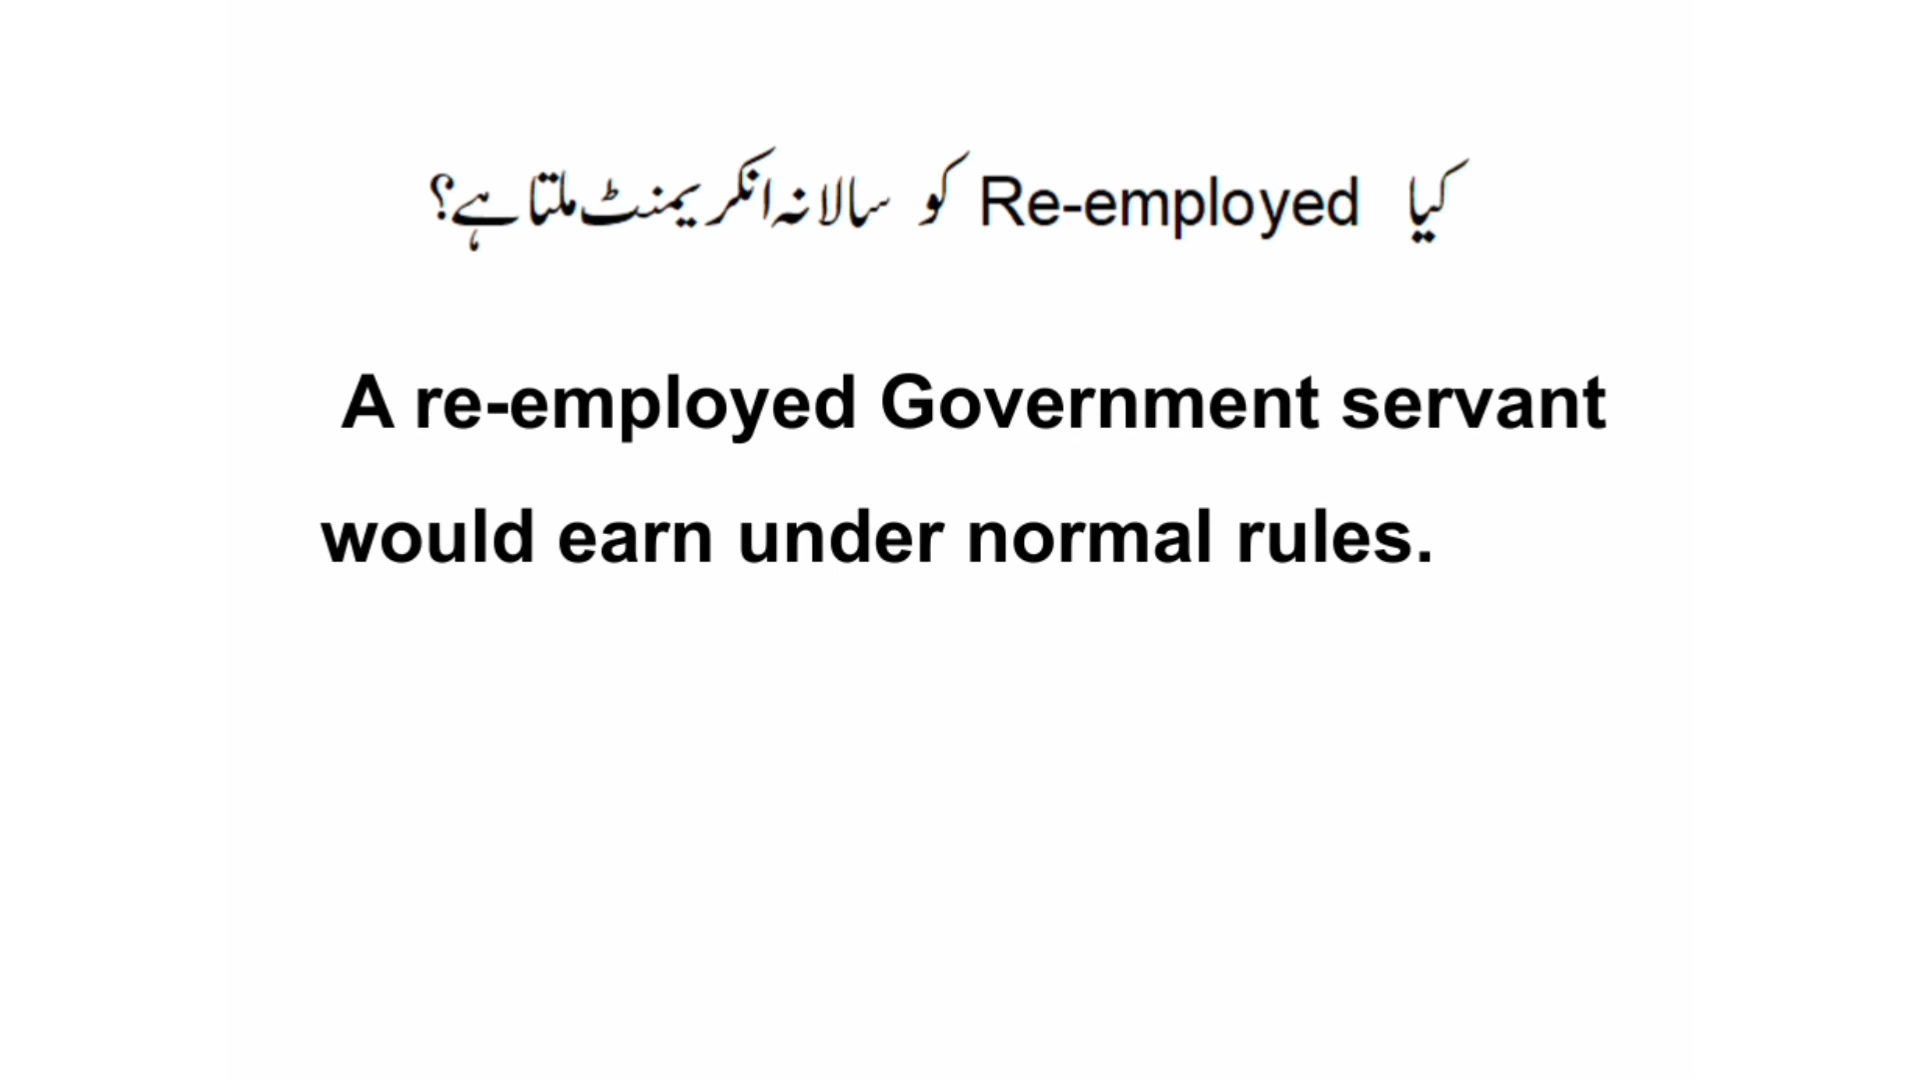 کیا Re-employed کو سالانہ انکریمنٹ ملتا ہے؟
A re-employed Government servant
would earn under normal rules.